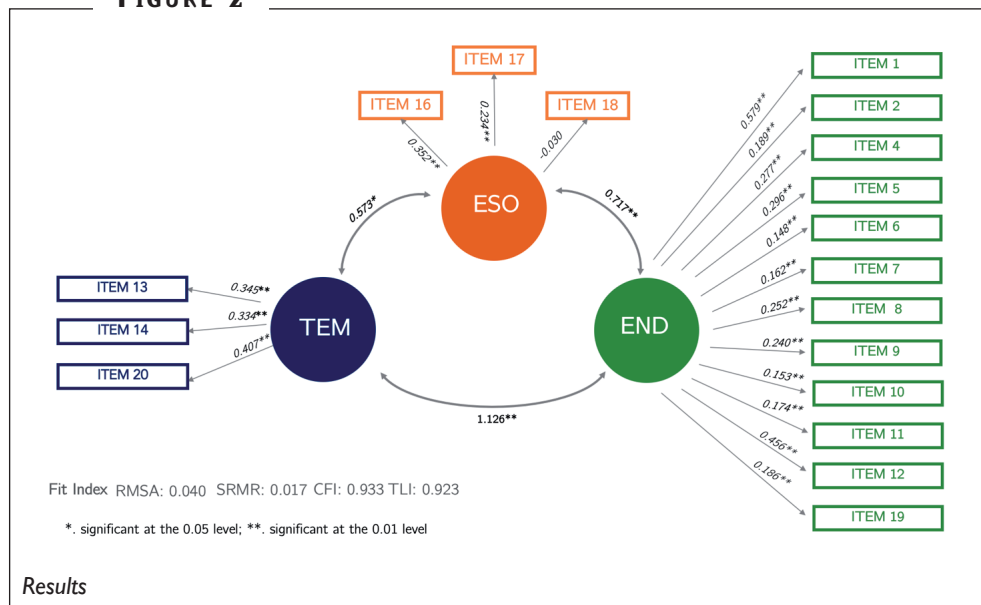 FIGURE 2
ITEM 17
ITEM 16
ITEM 18
0.352**
0.234**
-0.030
ESO
0.573*
0.717**
ITEM 13
ITEM 14
ITEM 20
0.345**
0.334**
0.407**
TEM
END
1.126**
0.579**
0.189**
0.277**
0.296**
0.148**
0.162**
0.252**
0.240**
0.153**
0.174**
0.456**
0.186**
ITEM 1
ITEM 2
ITEM 4
ITEM 5
ITEM 6
ITEM 7
ITEM 8
ITEM 9
ITEM 10
ITEM 11
ITEM 12
ITEM 19
Fit Index RMSA: 0.040 SRMR: 0.017 CFI: 0.933 TLI: 0.923
*. significant at the 0.05 level; **. significant at the 0.01 level
Results